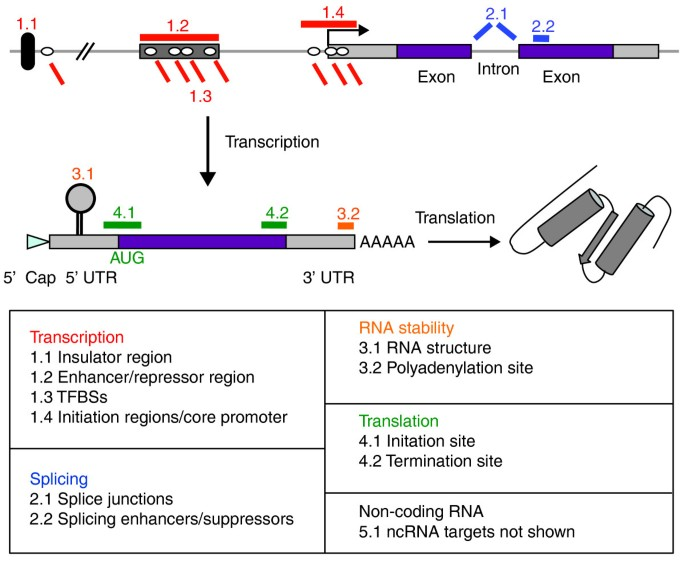 1.1
1.2
1.4
2.1
2.2
1.3
Exon
Intron
Exon
Transcription
3.1
4.1
4.2
3.2
AUG
AAAAA
Translation
5’ Cap
5’ UTR
3’ UTR
Transcription
1.1 Insulator region
1.2 Enhancer/repressor region
1.3 TFBSs
1.4 Initiation regions/core promoter
Splicing
2.1 Splice junctions
2.2 Splicing enhancers/suppressors
RNA stability
3.1 RNA structure
3.2 Polyadenylation site
Translation
4.1 Initation site
4.2 Termination site
Non-coding RNA
5.1 ncRNA targets not shown